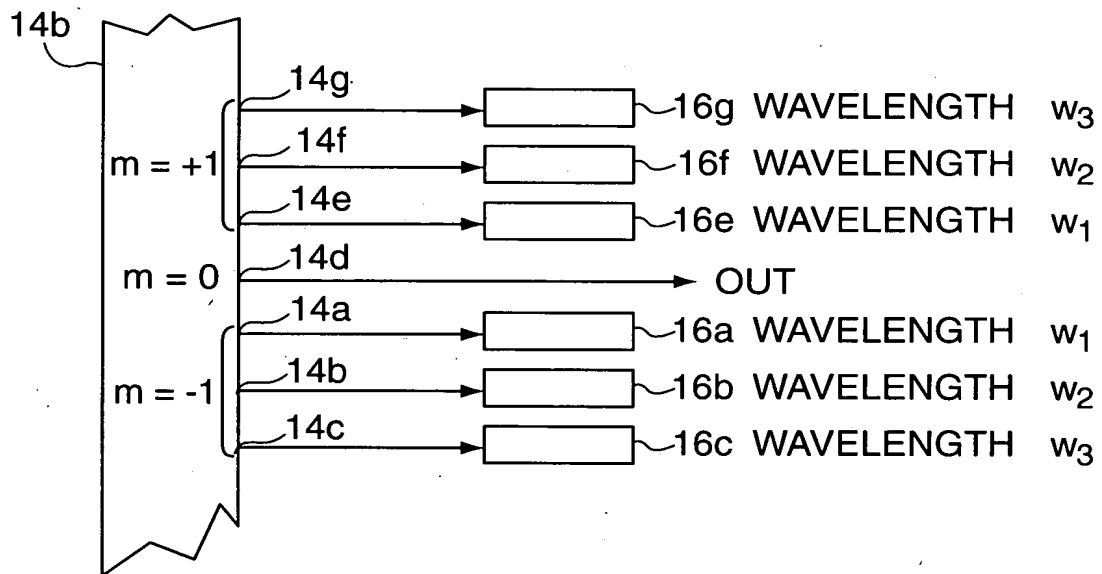 14b
14g
16g WAVELENGTH w3
14f
m = +1
16f WAVELENGTH w2
14e
16e WAVELENGTH w1
14d
m = 0
OUT
14a
16a WAVELENGTH w1
14b
m = -1
16b WAVELENGTH w2
14c
16c WAVELENGTH w3